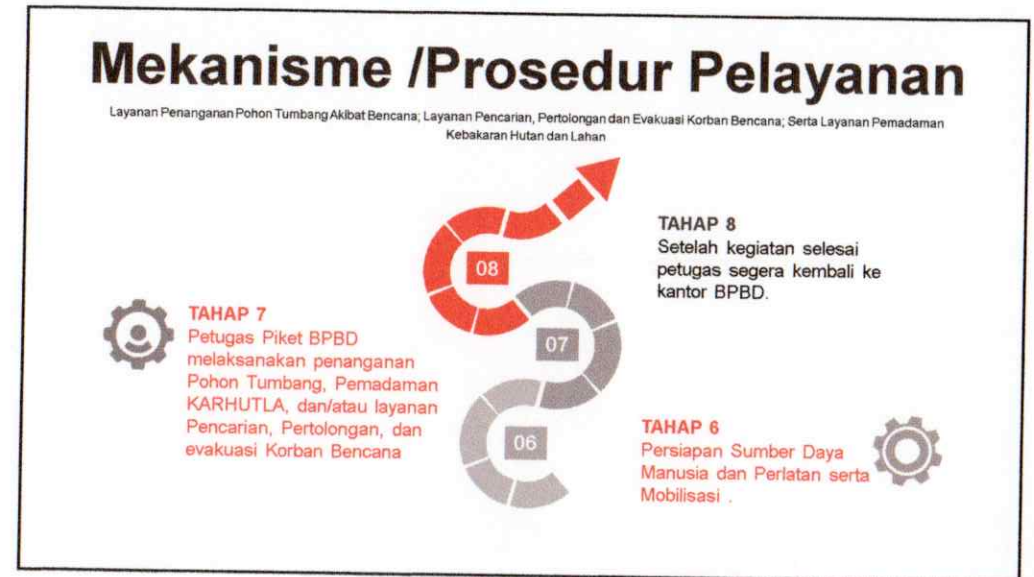 Mekanisme /Prosedur Pelayanan
Layanan Penanganan Pohon Tumbang Akibat Bencana; Layanan Pencarian, Pertolongan dan Evakuasi Korban Bencana; Serta Layanan Pemadaman
Kebakaran Hutan dan Lahan
08
TAHAP 8
Setelah kegiatan selesai
petugas segera kembali ke
kantor BPBD.
07
TAHAP 7
Petugas Piket BPBD
melaksanakan penanganan
Pohon Tumbang, Pemadaman
KARHUTLA, dan/atau layanan
Pencarian, Pertolongan, dan
evakuasi Korban Bencana
06
TAHAP 6
Persiapan Sumber Daya
Manusia dan Perlatan serta
Mobilisasi .